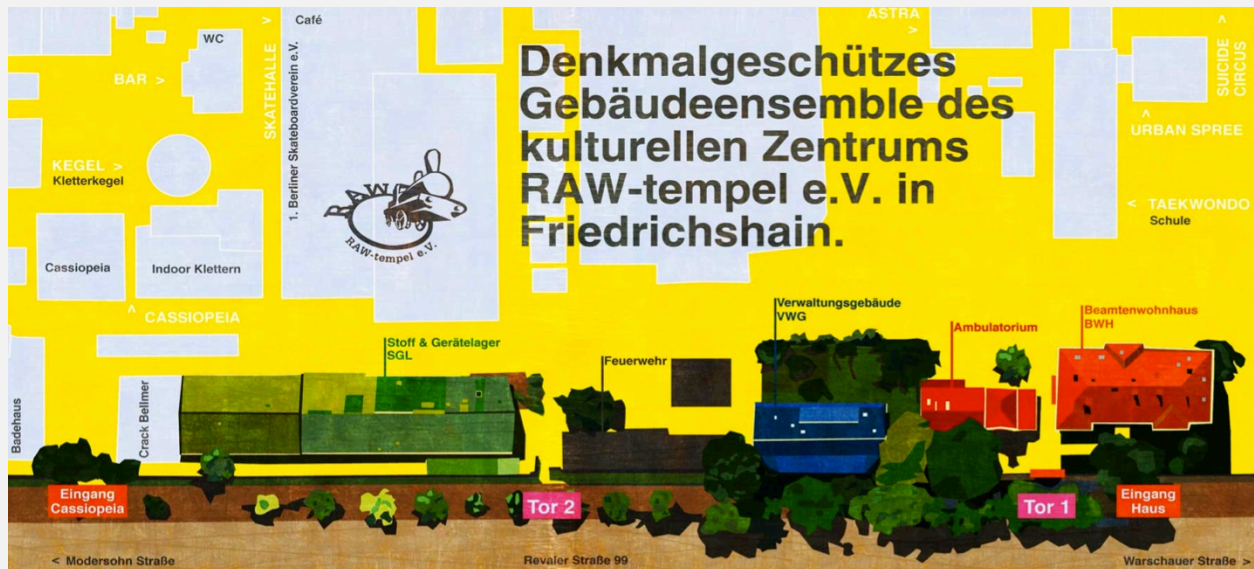 Café
WC
BAR >
SKATEHALLE >
1. Berliner Skateboardverein e.V.
KEGEL >
Kletterkegel
Cassiopeia
Indoor Klettern
< CASSIOPEIA
Badehaus
Crack Bellmer
RAW
RAW-tempel e.V.
Denkmalgeschützes
Gebäudeensemble des
kulturellen Zentrums
RAW-tempel e.V. in
Friedrichshain.
ASTRA
>
SUICIDE >
CIRCUS
< URBAN SPREE
< TAEKWONDO
Schule
Stoff & Gerätelager
SGL
Feuerwehr
Verwaltungsgebäude
VWG
Ambulatorium
Beamtenwohnhaus
BWH
Eingang
Cassiopeia
Tor 2
Tor 1
Eingang
Haus
< Modersohn Straße
Revaler Straße 99
Warschauer Straße >